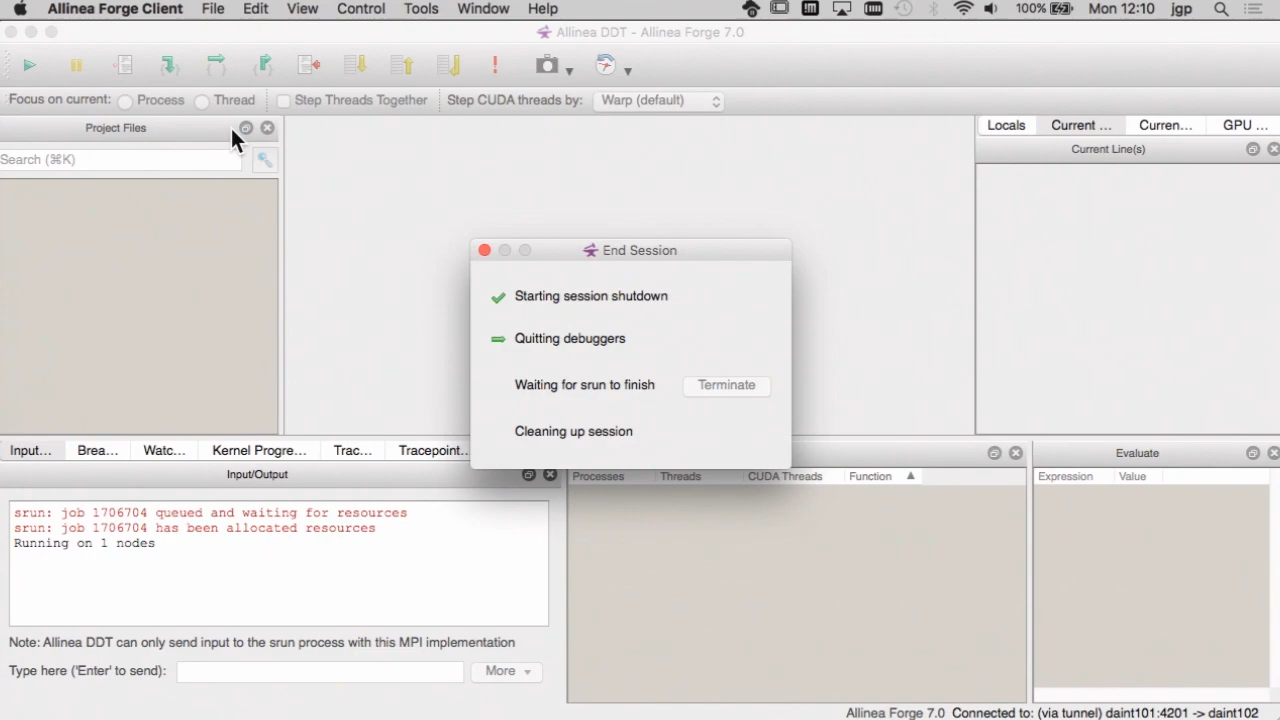 Allinea Forge Client File Edit View Control Tools Window Help 100% Mon 12:10 jgp
Allinea DDT - Allinea Forge 7.0
Focus on current: Process Thread Step Threads Together Step CUDA threads by: Warp (default)
Project Files
Search (⌘K)
Locals Current ... Curren... GPU ...
Current Line(s)
End Session
Starting session shutdown
Quitting debuggers
Waiting for srun to finish Terminate
Cleaning up session
Input... Brea... Watc... Kernel Progre... Trac... Tracepoint...
Input/Output
srun: job 1706704 queued and waiting for resources
srun: job 1706704 has been allocated resources
Running on 1 nodes
Note: Allinea DDT can only send input to the srun process with this MPI implementation
Type here ('Enter' to send): More
Processes Threads CUDA Threads Function
Evaluate
Expression Value
Allinea Forge 7.0 Connected to: (via tunnel) daint101:4201 -> daint102